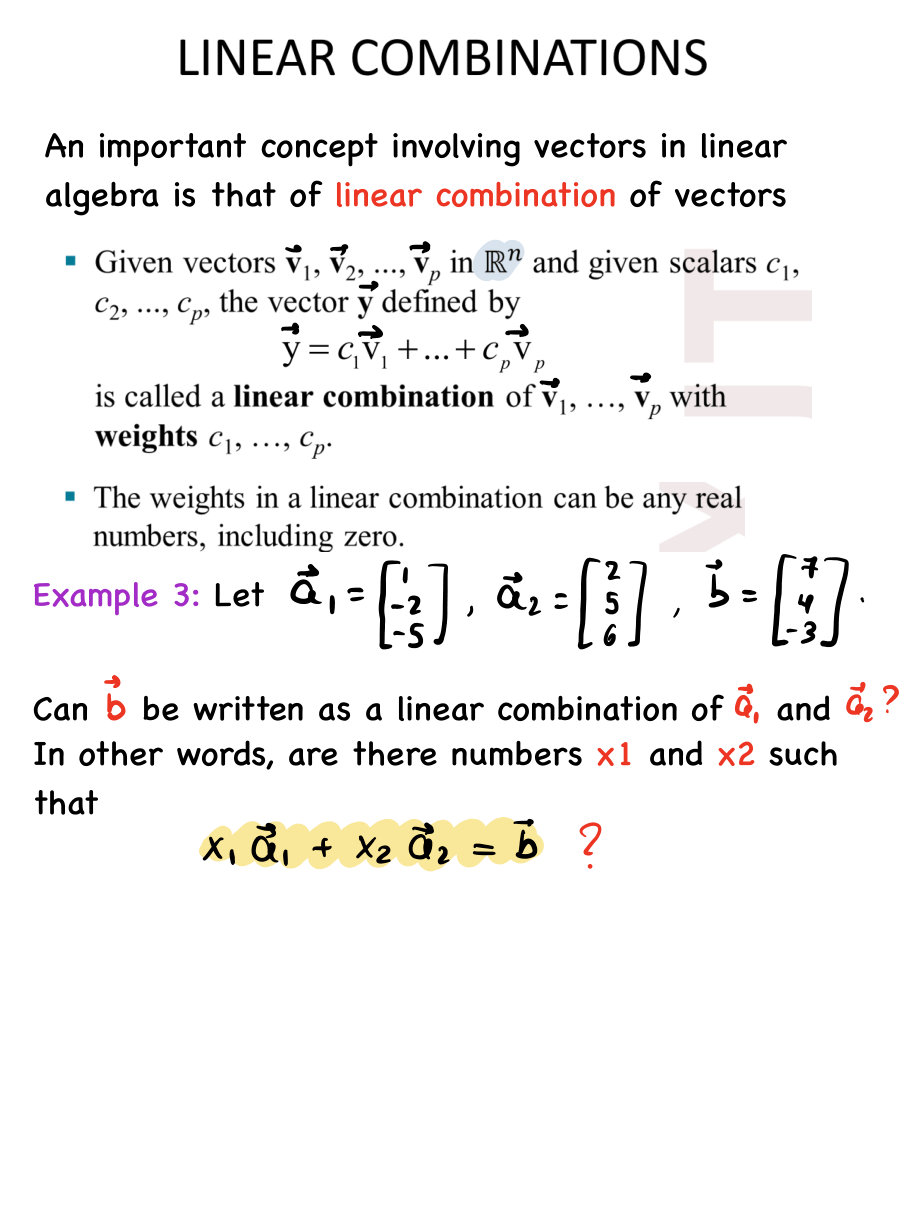 LINEAR COMBINATIONS
An important concept involving vectors in linear
algebra is that of linear combination of vectors
▪ Given vectors v⃗₁, v⃗₂, ..., v⃗ₚ in ℝⁿ and given scalars c₁,
c₂, ..., cₚ, the vector y⃗ defined by
y⃗ = c₁v⃗₁ + ... + cₚv⃗ₚ
is called a linear combination of v⃗₁, …, v⃗ₚ with
weights c₁, …, cₚ.
▪ The weights in a linear combination can be any real
numbers, including zero.
Example 3: Let a⃗₁ = [1 -2 -5], a⃗₂ = [2 5 6], b⃗ = [7 4 -3].
Can b⃗ be written as a linear combination of a⃗₁ and a⃗₂?
In other words, are there numbers x1 and x2 such
that
x₁a⃗₁ + x₂a⃗₂ = b⃗ ?